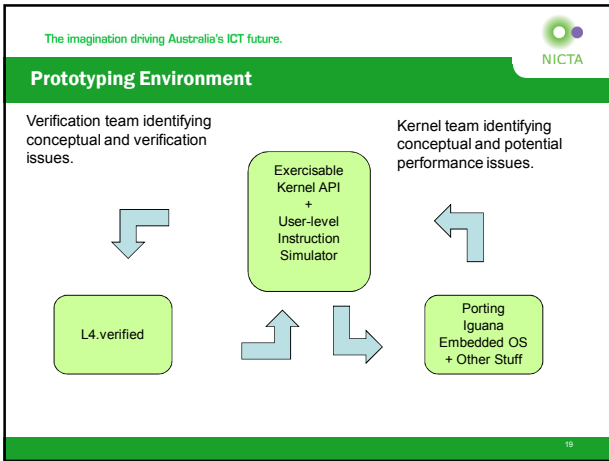 The imagination driving Australia's ICT future.
NICTA
Prototyping Environment
Verification team identifying
conceptual and verification
issues.
Kernel team identifying
conceptual and potential
performance issues.
Exercisable
Kernel API
+
User-level
Instruction
Simulator
L4.verified
Porting
Iguana
Embedded OS
+ Other Stuff
19